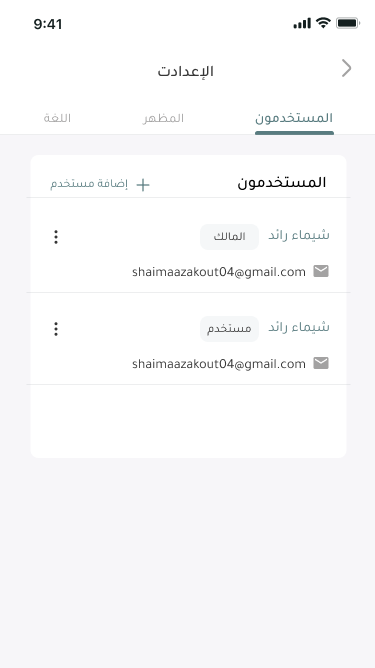 9:41
الإعدادت
المستخدمون المظهر اللغة
المستخدمون إضافة مستخدم
شيماء رائد المالك
shaimaazakout04@gmail.com
شيماء رائد مستخدم
shaimaazakout04@gmail.com